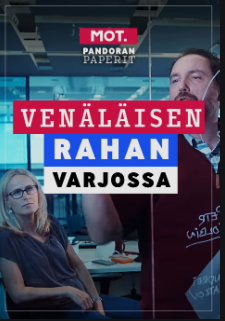 MOT.
PANDORAN
PAPERIT
VENÄLÄISEN
RAHAN
VARJOSSA